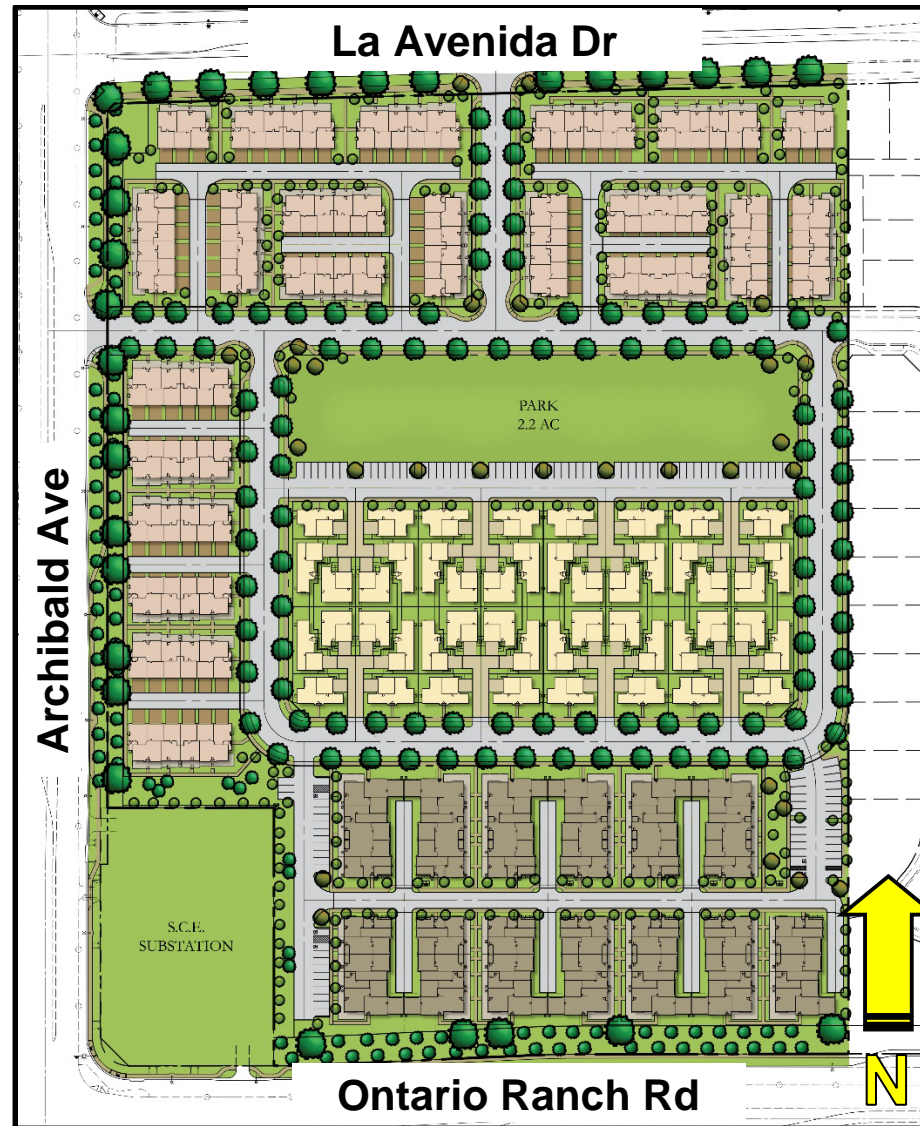 La Avenida Dr
PARK
2.2 AC
Archibald Ave
S.C.E.
SUBSTATION
N
Ontario Ranch Rd